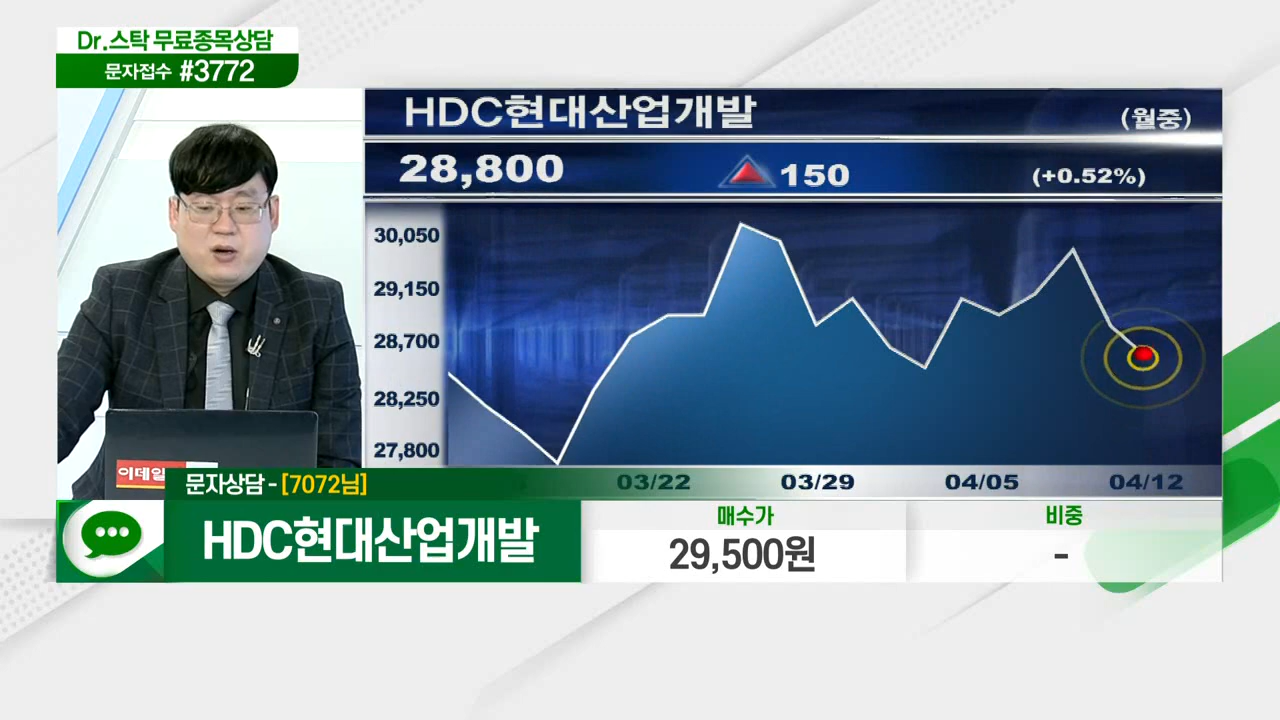 Dr.스탁 무료종목상담
문자접수 #3772
HDC현대산업개발
(월중)
28,800
150
(+0.52%)
30,050
29,150
28,700
28,250
27,800
03/22
03/29
04/05
04/12
이데일
문자상담 - [7072님]
HDC현대산업개발
매수가
29,500원
비중
-